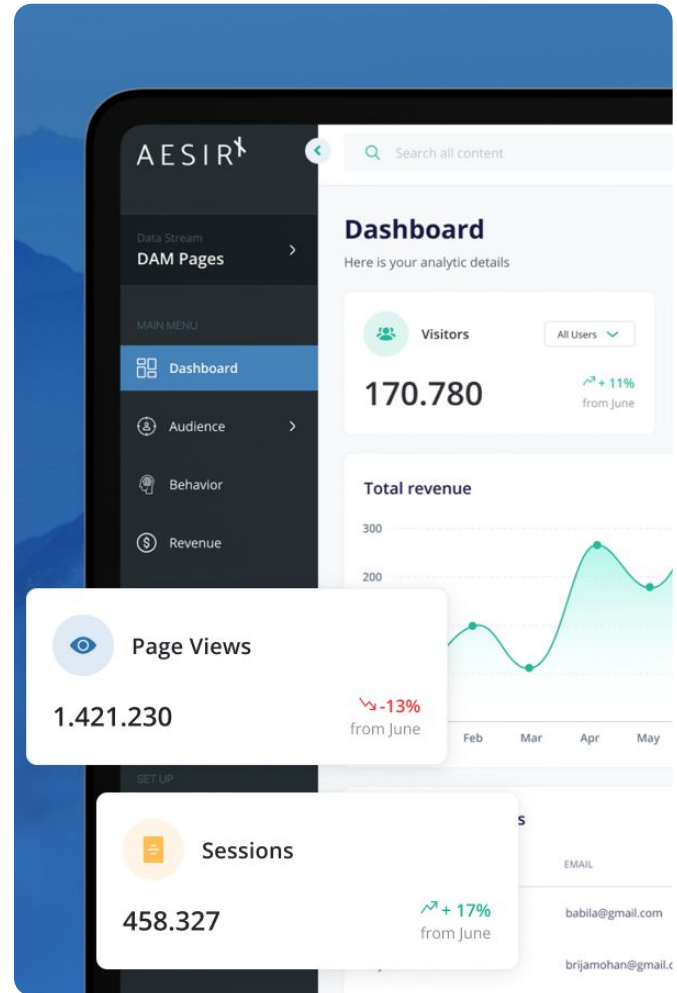 AESIRX
Search all content
Data Stream
DAM Pages
Dashboard
Here is your analytic details
MAIN MENU
Dashboard
Audience
Behavior
Revenue
Visitors
All Users
170.780
+ 11%
from June
Total revenue
300
200
Feb Mar Apr May
Page Views
1.421.230
-13%
from June
SET UP
Sessions
458.327
+ 17%
from June
EMAIL
babila@gmail.com
brijamohan@gmail.c